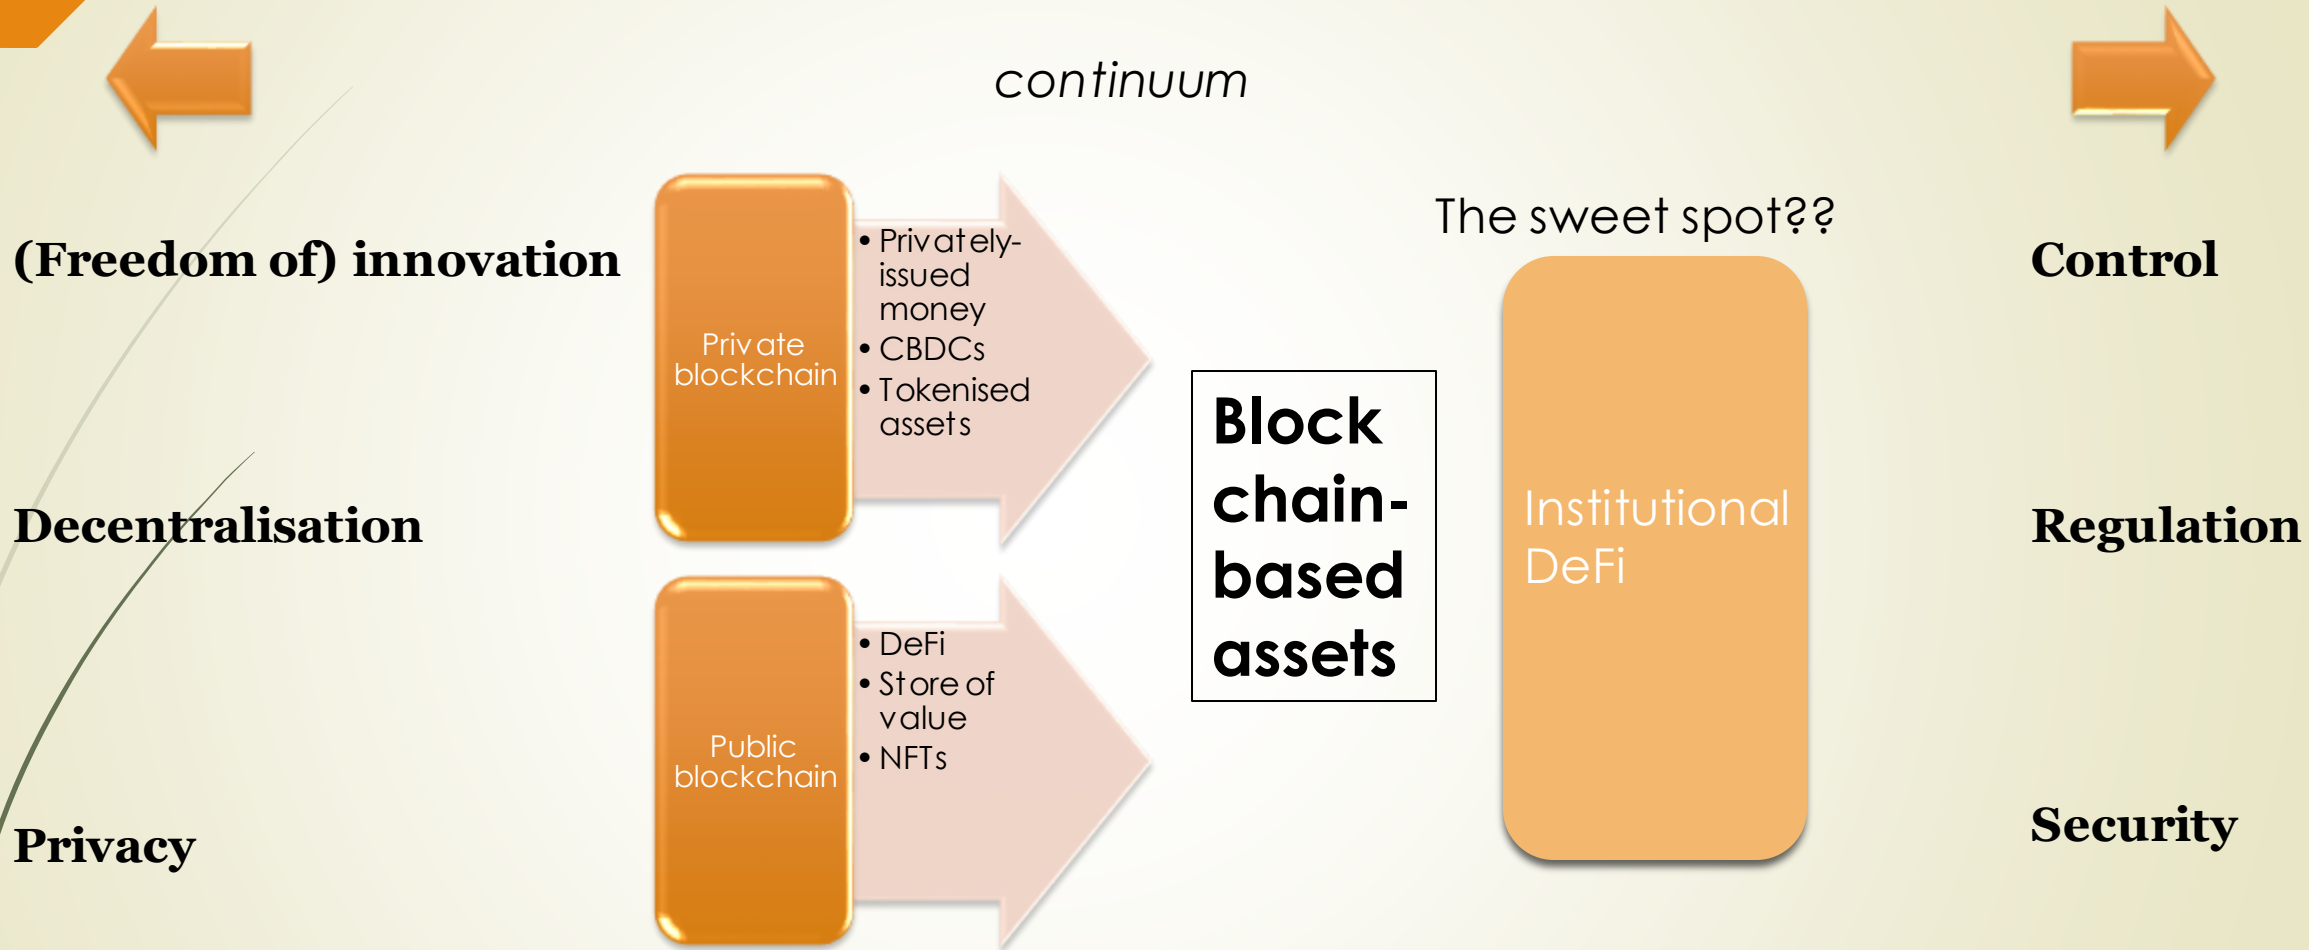 continuum
(Freedom of) innovation
Decentralisation
Privacy
Private
blockchain
• Privately-
issued
money
• CBDCs
• Tokenised
assets
Public
blockchain
• DeFi
• Store of
value
• NFTs
Block
chain-
based
assets
The sweet spot??
Institutional
DeFi
Control
Regulation
Security